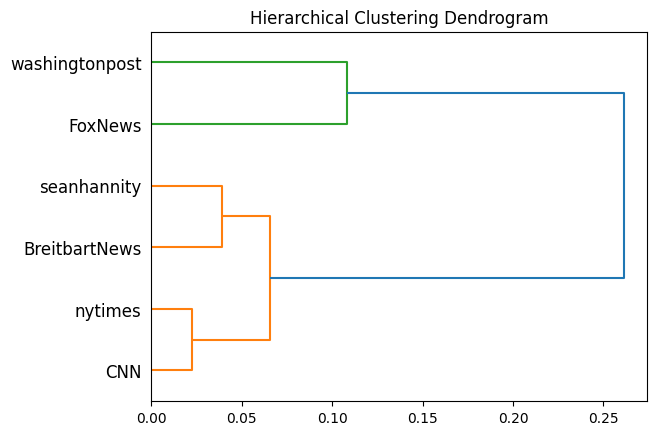 Hierarchical Clustering Dendrogram
washingtonpost
FoxNews
seanhannity
BreitbartNews
nytimes
CNN
0.00 0.05 0.10 0.15 0.20 0.25